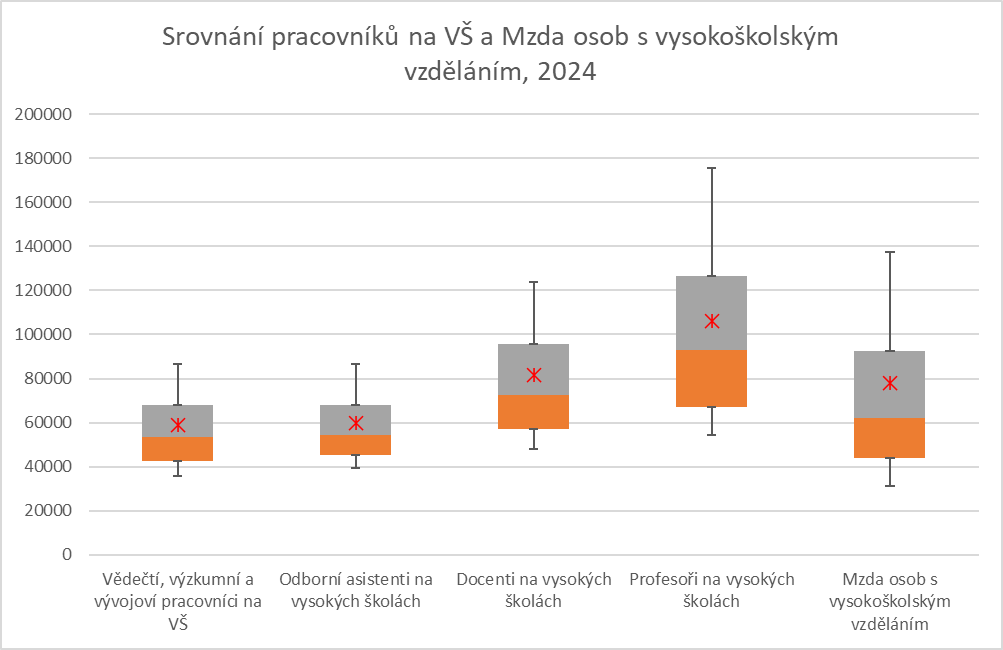 Srovnání pracovníků na VŠ a Mzda osob s vysokoškolským
vzděláním, 2024
200000
180000
160000
140000
120000
100000
80000
60000
40000
20000
0
Vědečtí, výzkumní a
vývojoví pracovníci na
VŠ
Odborní asistenti na
vysokých školách
Docenti na vysokých
školách
Profesoři na vysokých
školách
Mzda osob s
vysokoškolským
vzděláním